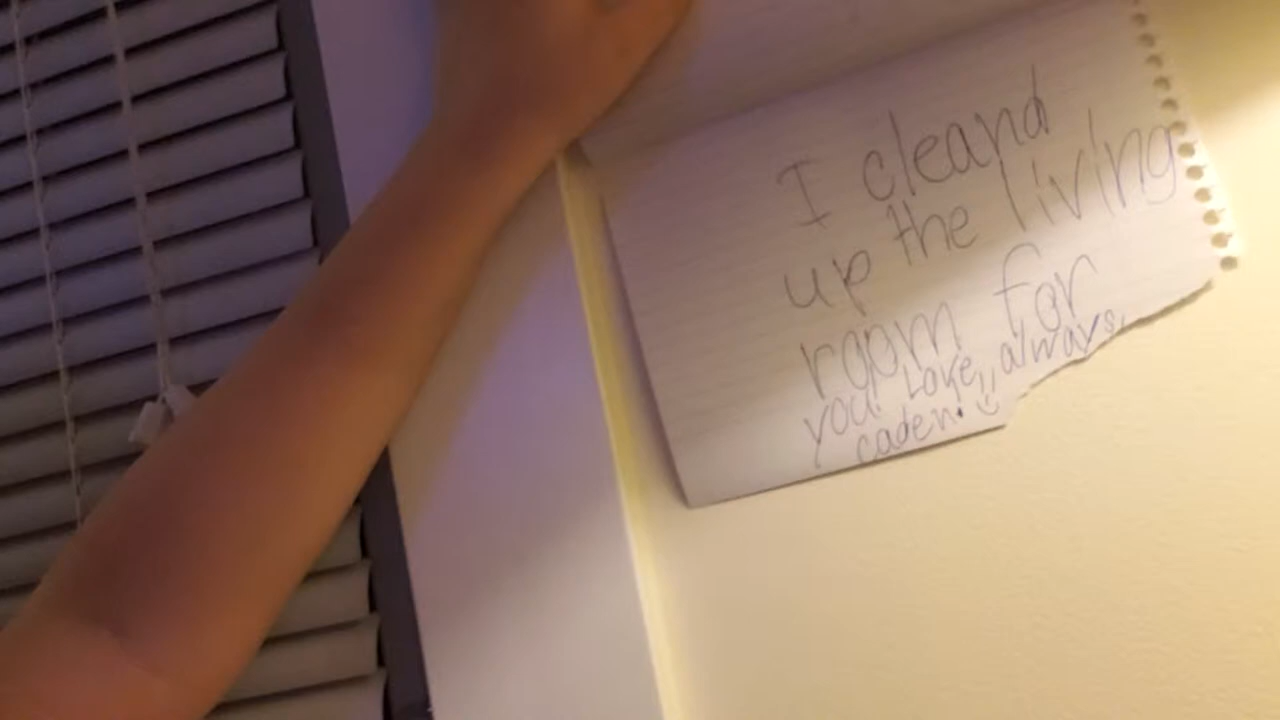 I cleand
up the living
room for
you. Love, always,
caden. :)